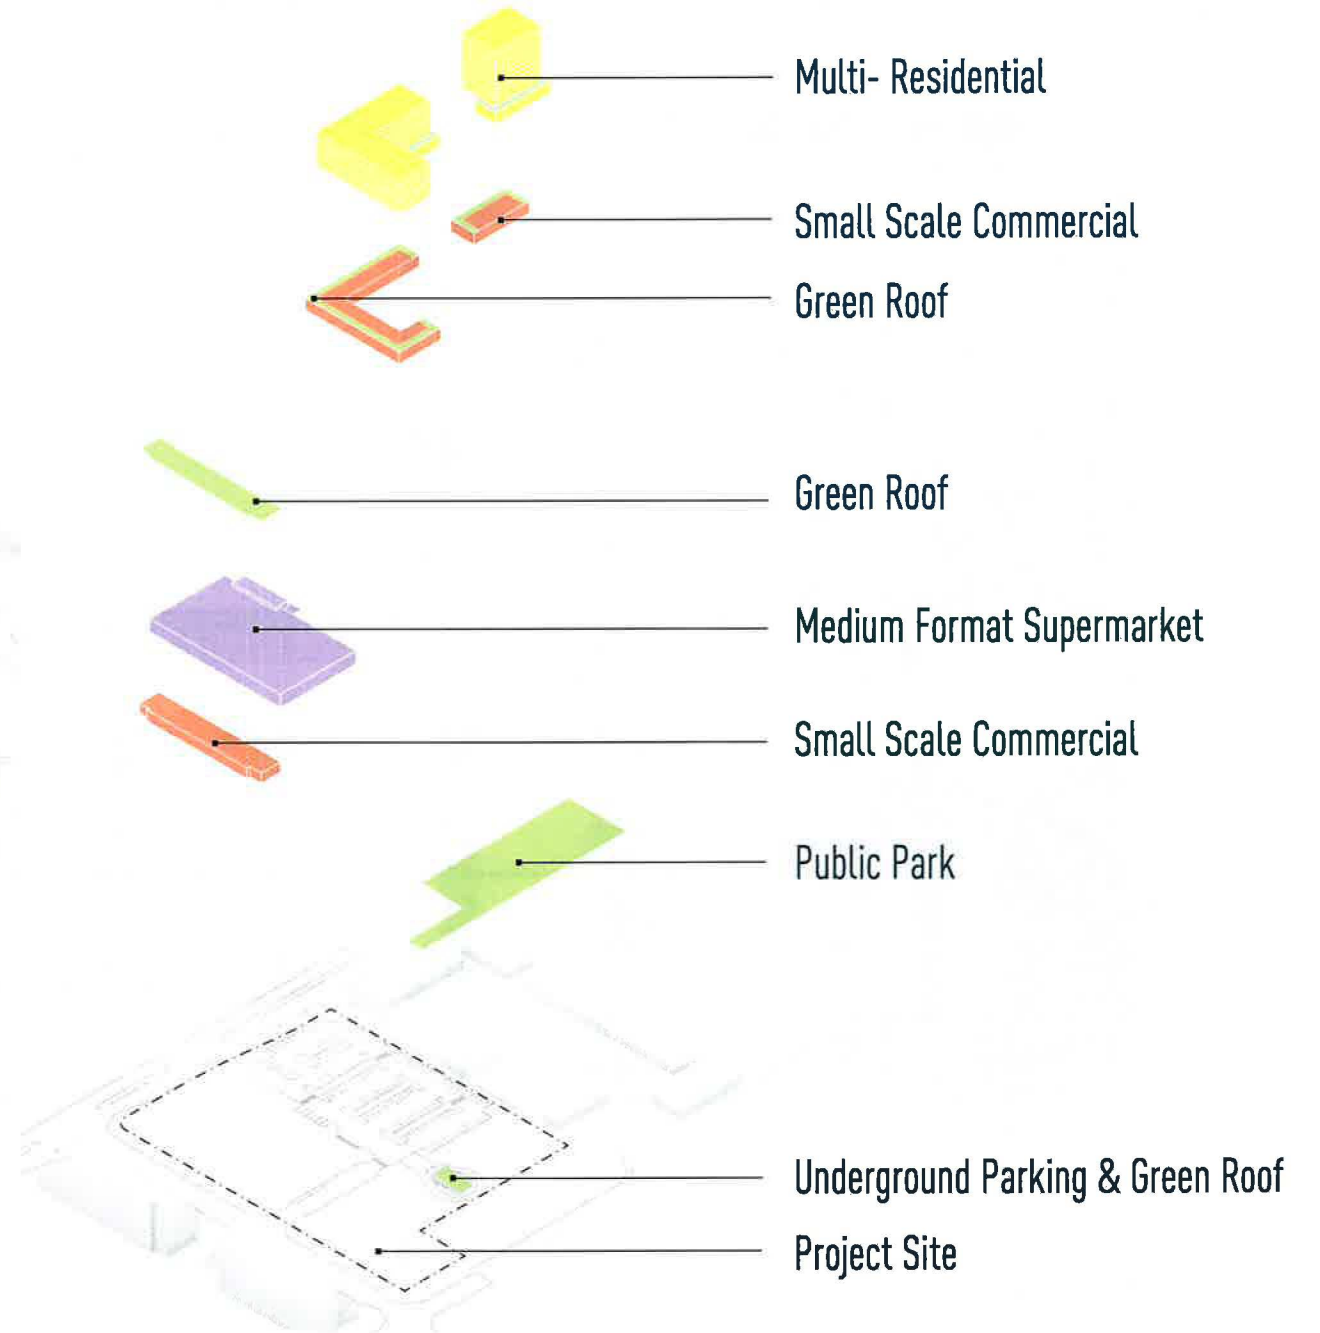 Multi- Residential
Small Scale Commercial
Green Roof
Green Roof
Medium Format Supermarket
Small Scale Commercial
Public Park
Underground Parking & Green Roof
Project Site